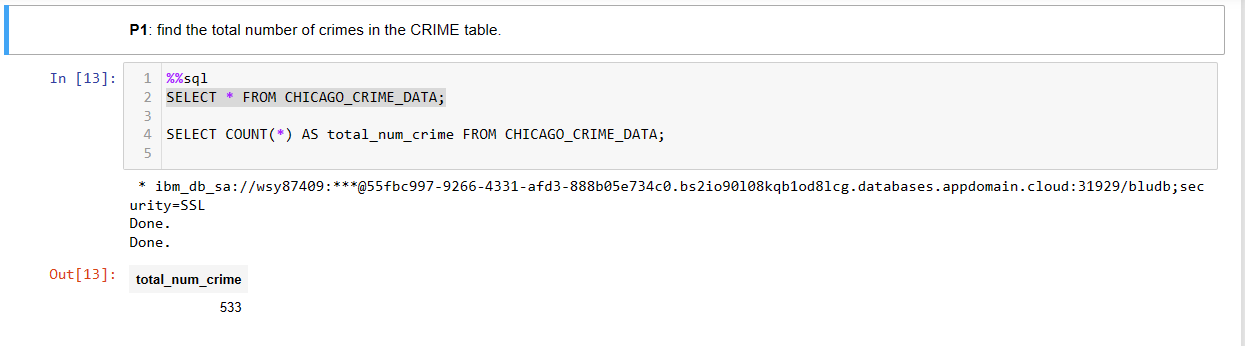 P1: find the total number of crimes in the CRIME table.
In [13]:
1 %%sql
2 SELECT * FROM CHICAGO_CRIME_DATA;
3
4 SELECT COUNT(*) AS total_num_crime FROM CHICAGO_CRIME_DATA;
5
* ibm_db_sa://wsy87409:***@55fbc997-9266-4331-afd3-888b05e734c0.bs2io90l08kqb1od8lcg.databases.appdomain.cloud:31929/bludb;sec
urity=SSL
Done.
Done.
Out[13]:
total_num_crime
533